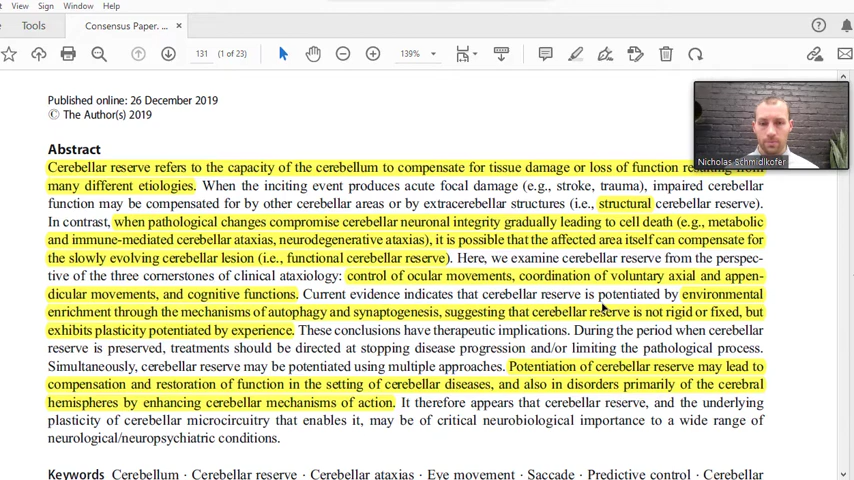 View Sign Window Help
Tools Consensus Paper. ... ×
131 (1 of 23) 139%
Published online: 26 December 2019
© The Author(s) 2019
Nicholas Schmidlkofer
Abstract
Cerebellar reserve refers to the capacity of the cerebellum to compensate for tissue damage or loss of function resulting from
many different etiologies. When the inciting event produces acute focal damage (e.g., stroke, trauma), impaired cerebellar
function may be compensated for by other cerebellar areas or by extracerebellar structures (i.e., structural cerebellar reserve).
In contrast, when pathological changes compromise cerebellar neuronal integrity gradually leading to cell death (e.g., metabolic
and immune-mediated cerebellar ataxias, neurodegenerative ataxias), it is possible that the affected area itself can compensate for
the slowly evolving cerebellar lesion (i.e., functional cerebellar reserve). Here, we examine cerebellar reserve from the perspec-
tive of the three cornerstones of clinical ataxiology: control of ocular movements, coordination of voluntary axial and appen-
dicular movements, and cognitive functions. Current evidence indicates that cerebellar reserve is potentiated by environmental
enrichment through the mechanisms of autophagy and synaptogenesis, suggesting that cerebellar reserve is not rigid or fixed, but
exhibits plasticity potentiated by experience. These conclusions have therapeutic implications. During the period when cerebellar
reserve is preserved, treatments should be directed at stopping disease progression and/or limiting the pathological process.
Simultaneously, cerebellar reserve may be potentiated using multiple approaches. Potentiation of cerebellar reserve may lead to
compensation and restoration of function in the setting of cerebellar diseases, and also in disorders primarily of the cerebral
hemispheres by enhancing cerebellar mechanisms of action. It therefore appears that cerebellar reserve, and the underlying
plasticity of cerebellar microcircuitry that enables it, may be of critical neurobiological importance to a wide range of
neurological/neuropsychiatric conditions.
Keywords Cerebellum · Cerebellar reserve · Cerebellar ataxias · Eye movement · Saccade · Predictive control · Cerebellar